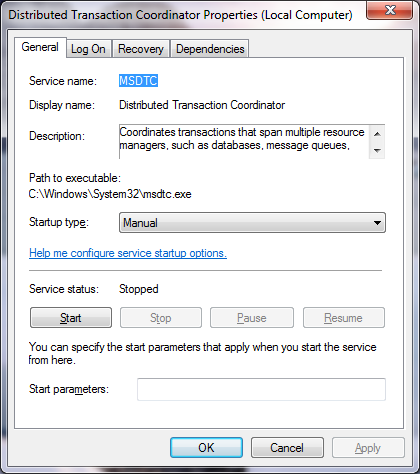 Distributed Transaction Coordinator Properties (Local Computer)
General Log On Recovery Dependencies
Service name: MSDTC
Display name: Distributed Transaction Coordinator
Description: Coordinates transactions that span multiple resource
managers, such as databases, message queues,
Path to executable:
C:\Windows\System32\msdtc.exe
Startup type: Manual
Help me configure service startup options.
Service status: Stopped
Start Stop Pause Resume
You can specify the start parameters that apply when you start the service
from here.
Start parameters:
OK Cancel Apply